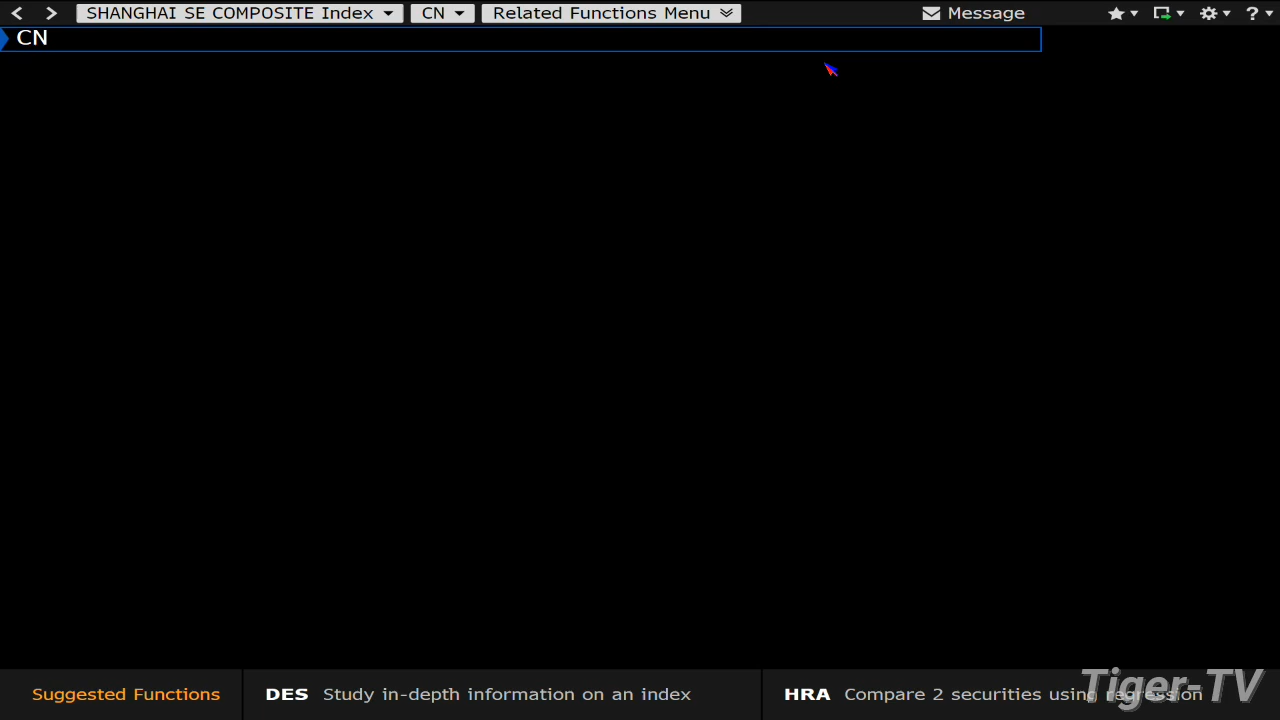 SHANGHAI SE COMPOSITE Index CN Related Functions Menu Message ?
CN
Suggested Functions DES Study in-depth information on an index HRA Compare 2 securities using regression
Tiger-TV